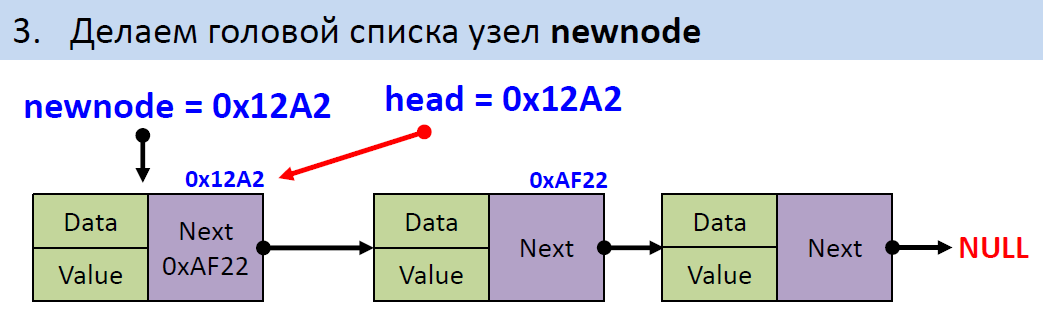 3. Делаем головой списка узел newnode
newnode = 0x12A2
head = 0x12A2
0x12A2
0xAF22
Data
Value
Next
0xAF22
Data
Value
Next
Data
Value
Next
NULL